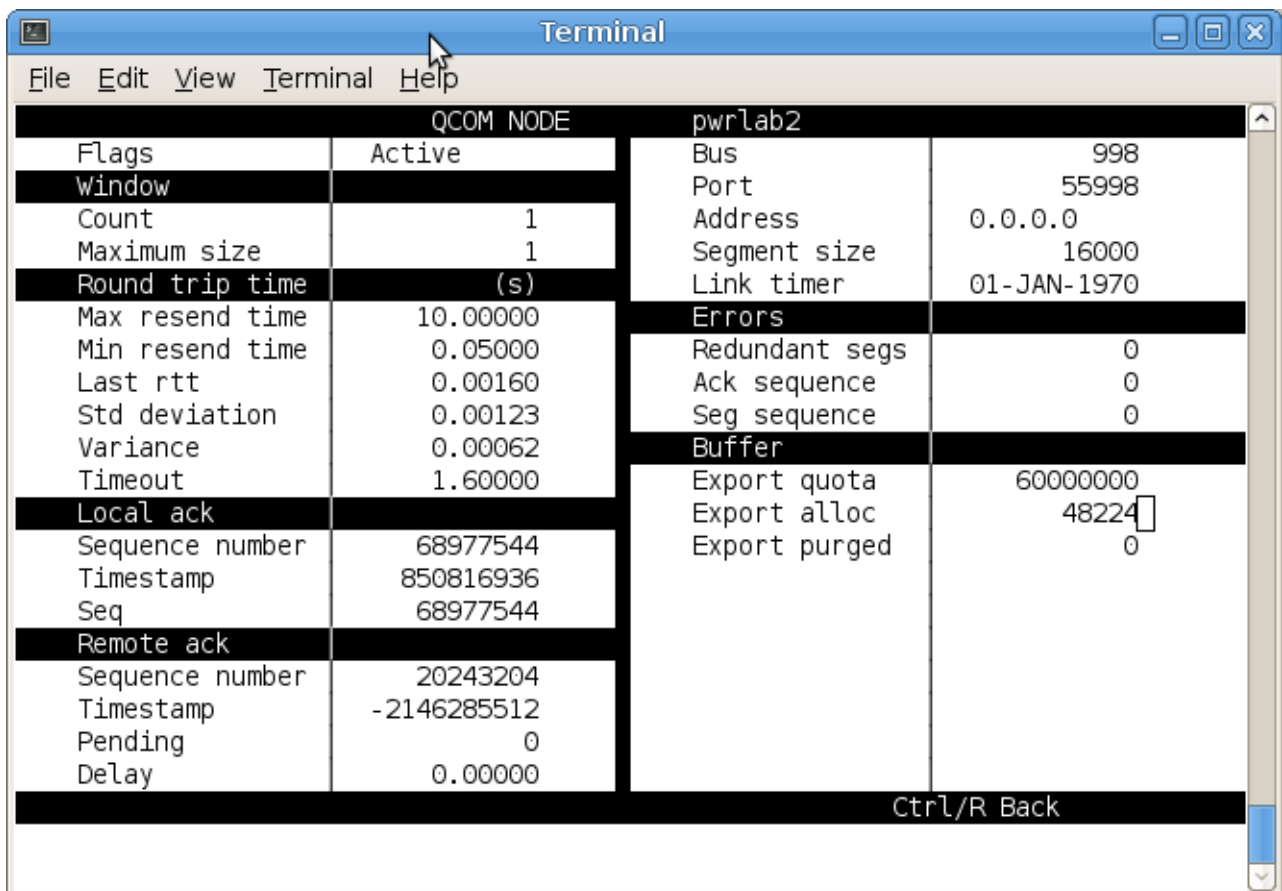 Terminal
File Edit View Terminal Help
QCOM NODE pwrlab2
Flags Active Bus 998
Window Port 55998
Count 1 Address 0.0.0.0
Maximum size 1 Segment size 16000
Round trip time (s) Link timer 01-JAN-1970
Max resend time 10.00000 Errors
Min resend time 0.05000 Redundant segs 0
Last rtt 0.00160 Ack sequence 0
Std deviation 0.00123 Seg sequence 0
Variance 0.00062 Buffer
Timeout 1.60000 Export quota 60000000
Local ack Export alloc 48224
Sequence number 68977544 Export purged 0
Timestamp 850816936
Seq 68977544
Remote ack
Sequence number 20243204
Timestamp -2146285512
Pending 0
Delay 0.00000
Ctrl/R Back